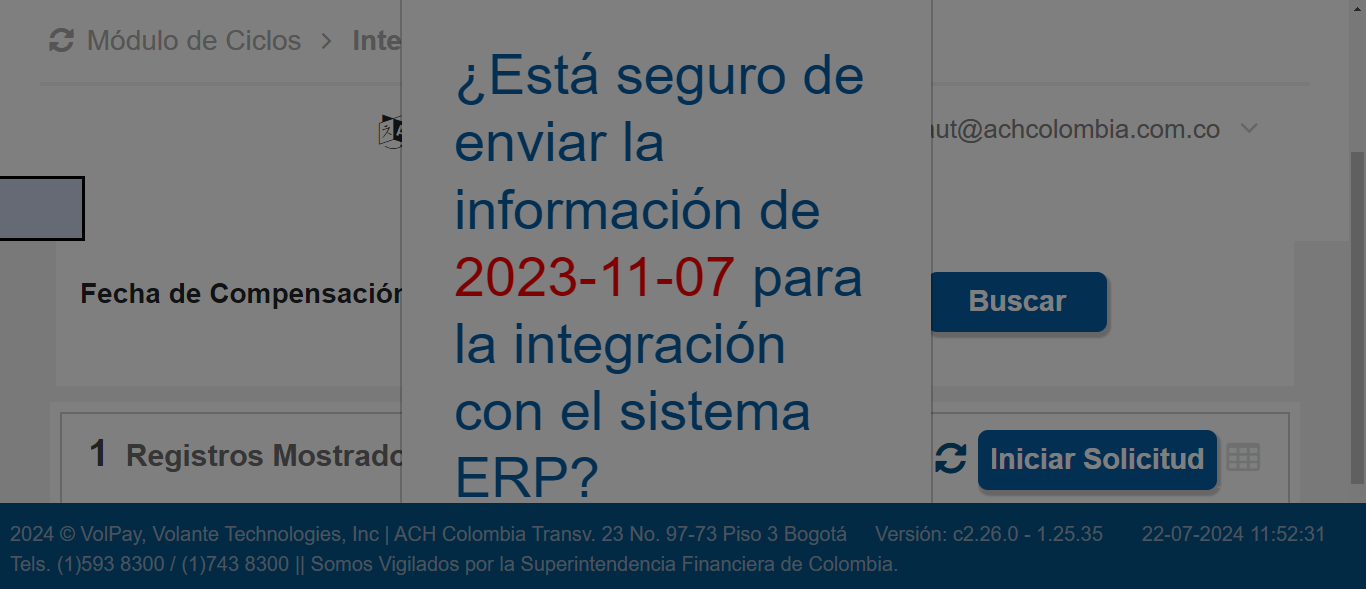 Módulo de Ciclos > Inte
¿Está seguro de
enviar la
información de
2023-11-07 para
la integración
con el sistema
ERP?
ut@achcolombia.com.co
Fecha de Compensación
Buscar
1 Registros Mostrado
Iniciar Solicitud
2024 © VolPay, Volante Technologies, Inc | ACH Colombia Transv. 23 No. 97-73 Piso 3 Bogotá Versión: c2.26.0 - 1.25.35 22-07-2024 11:52:31
Tels. (1)593 8300 / (1)743 8300 || Somos Vigilados por la Superintendencia Financiera de Colombia.